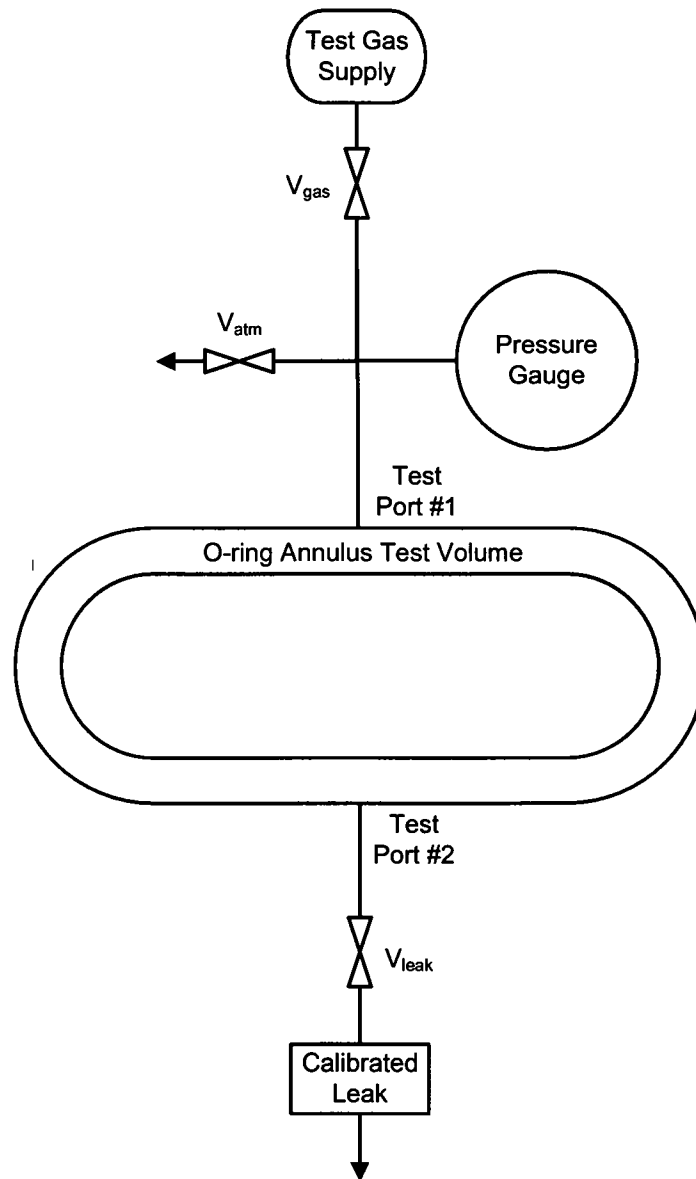 Test Gas
Supply
V_gas
V_atm
Pressure
Gauge
Test
Port #1
O-ring Annulus Test Volume
Test
Port #2
V_leak
Calibrated
Leak